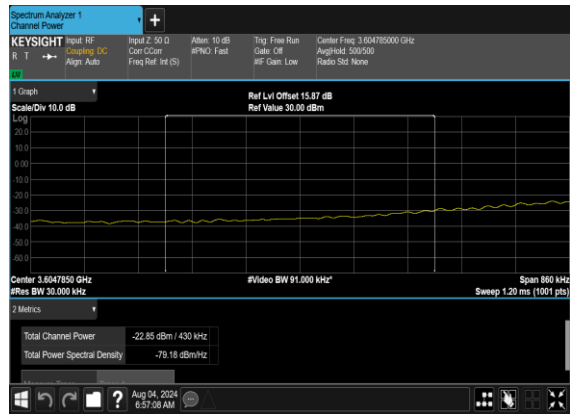 Spectrum Analyzer 1
Channel Power
KEYSIGHT
R T
LV
Input: RF
Coupling: DC
Align: Auto
Input Z: 50 Ω
Corr CCorr
Freq Ref: Int (S)
Atten: 10 dB
#PNO: Fast
Trig: Free Run
Gate: Off
#IF Gain: Low
Center Freq: 3.604785000 GHz
Avg|Hold: 500/500
Radio Std: None
1 Graph
Scale/Div 10.0 dB
Ref Lvl Offset 15.87 dB
Ref Value 30.00 dBm
Log
20.0
10.0
0.00
-10.0
-20.0
-30.0
-40.0
-50.0
-60.0
Center 3.6047850 GHz
#Video BW 91.000 kHz*
Span 860 kHz
#Res BW 30.000 kHz
Sweep 1.20 ms (1001 pts)
2 Metrics
Total Channel Power -22.85 dBm / 430 kHz
Total Power Spectral Density -79.18 dBm/Hz
?
Aug 04, 2024
6:57:08 AM